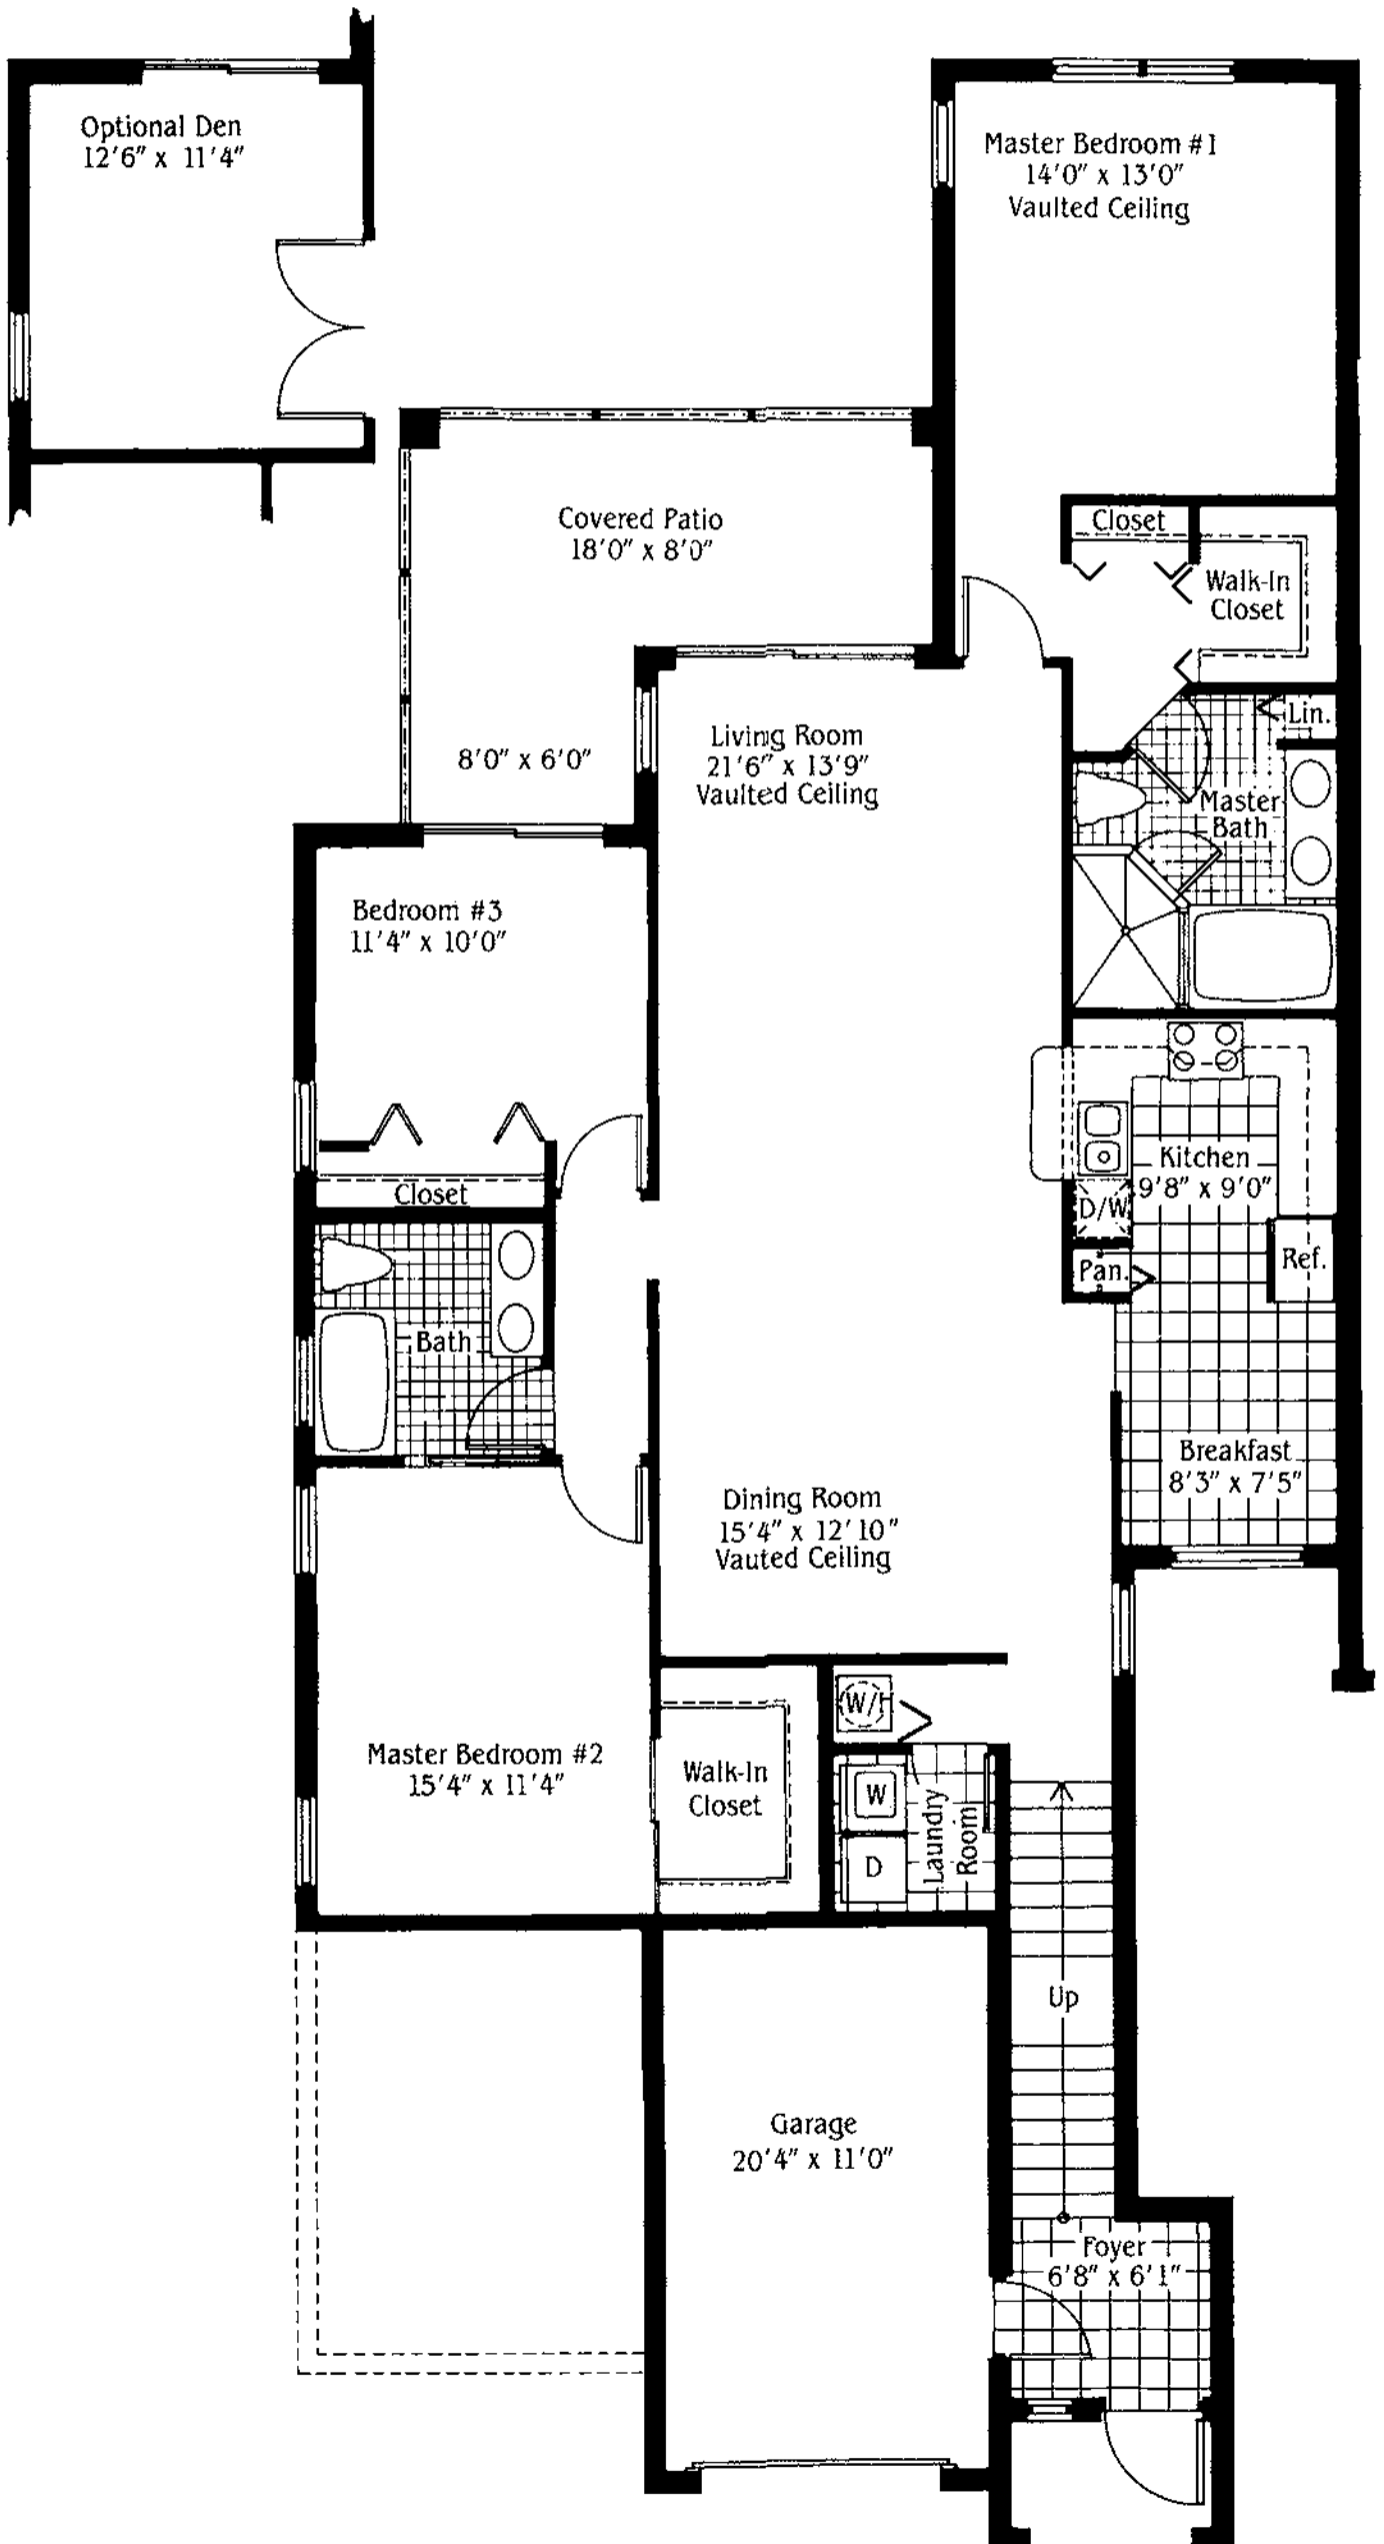 Optional Den
12'6" x 11'4"
Master Bedroom #1
14'0" x 13'0"
Vaulted Ceiling
Covered Patio
18'0" x 8'0"
8'0" x 6'0"
Closet
Walk-In
Closet
Lin.
Master
Bath
Living Room
21'6" x 13'9"
Vaulted Ceiling
Bedroom #3
11'4" x 10'0"
Closet
Kitchen
9'8" x 9'0"
D/W
Pan.
Ref.
Bath
Breakfast
8'3" x 7'5"
Dining Room
15'4" x 12'10"
Vauted Ceiling
Master Bedroom #2
15'4" x 11'4"
Walk-In
Closet
W/H
W
D
Laundry
Room
Up
Garage
20'4" x 11'0"
Foyer
6'8" x 6'1"